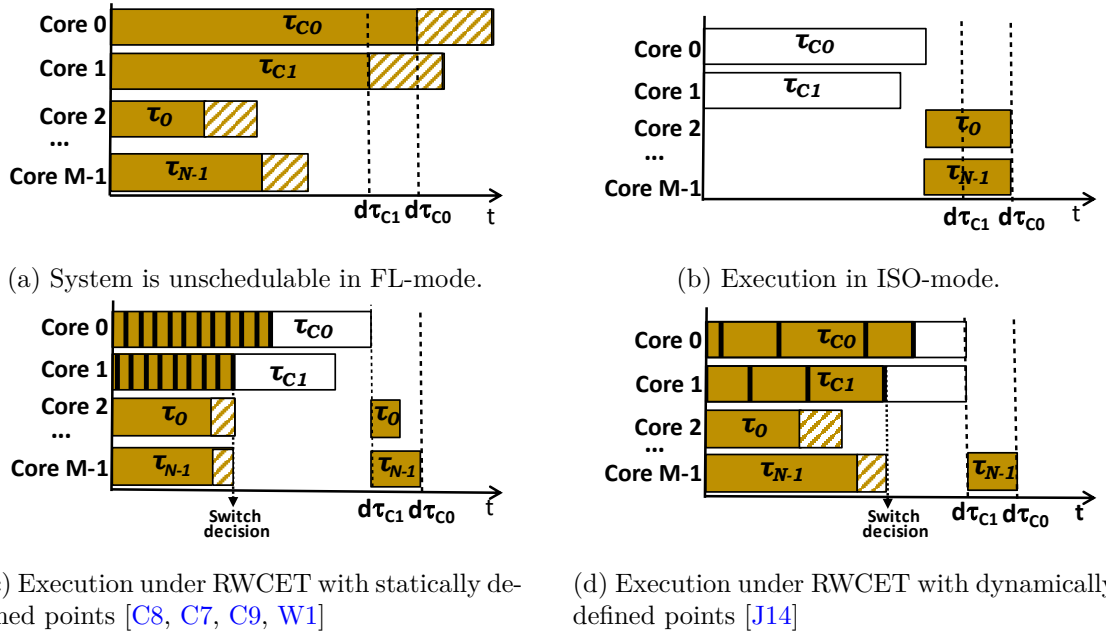 Core 0
τC0
Core 1
τC1
Core 2
τ0
...
Core M-1
τN-1
dτC1 dτC0 t
(a) System is unschedulable in FL-mode.
Core 0
τC0
Core 1
τC1
Core 2
τ0
...
Core M-1
τN-1
dτC1 dτC0 t
(b) Execution in ISO-mode.
Core 0
τC0
Core 1
τC1
Core 2
τ0 τ0
...
Core M-1
τN-1 τN-1
Switch
decision
dτC1 dτC0 t
) Execution under RWCET with statically de-
ned points [C8, C7, C9, W1]
Core 0
τC0
Core 1
τC1
Core 2
τ0
...
Core M-1
τN-1 τN-1
Switch
decision
dτC1 dτC0 t
(d) Execution under RWCET with dynamically
defined points [J14]